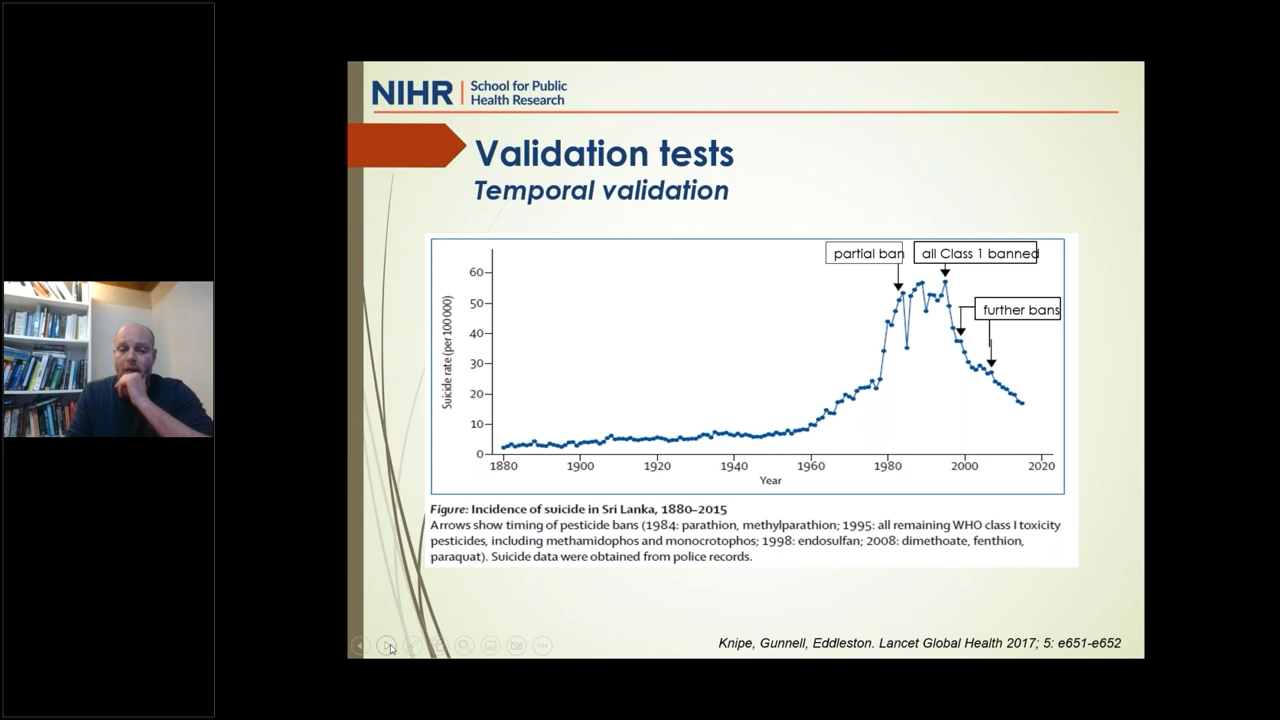 NIHR
School for Public
Health Research
Validation tests
Temporal validation
partial ban
all Class 1 banned
further bans
Suicide rate (per 100 000)
60
50
40
30
20
10
0
1880
1900
1920
1940
1960
1980
2000
2020
Year
Figure: Incidence of suicide in Sri Lanka, 1880–2015
Arrows show timing of pesticide bans (1984: parathion, methylparathion; 1995: all remaining WHO class I toxicity
pesticides, including methamidophos and monocrotophos; 1998: endosulfan; 2008: dimethoate, fenthion,
paraquat). Suicide data were obtained from police records.
Knipe, Gunnell, Eddleston. Lancet Global Health 2017; 5: e651-e652